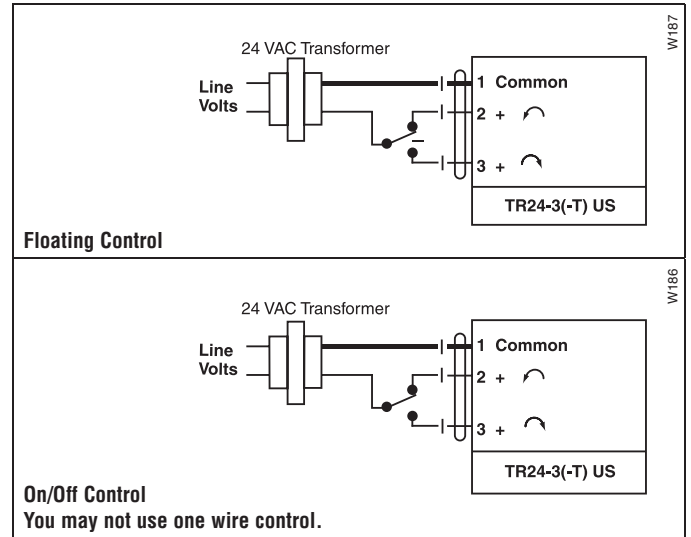 W187
24 VAC Transformer
Line
Volts
1 Common
2 +
3 +
TR24-3(-T) US
Floating Control
W186
24 VAC Transformer
Line
Volts
1 Common
2 +
3 +
TR24-3(-T) US
On/Off Control
You may not use one wire control.